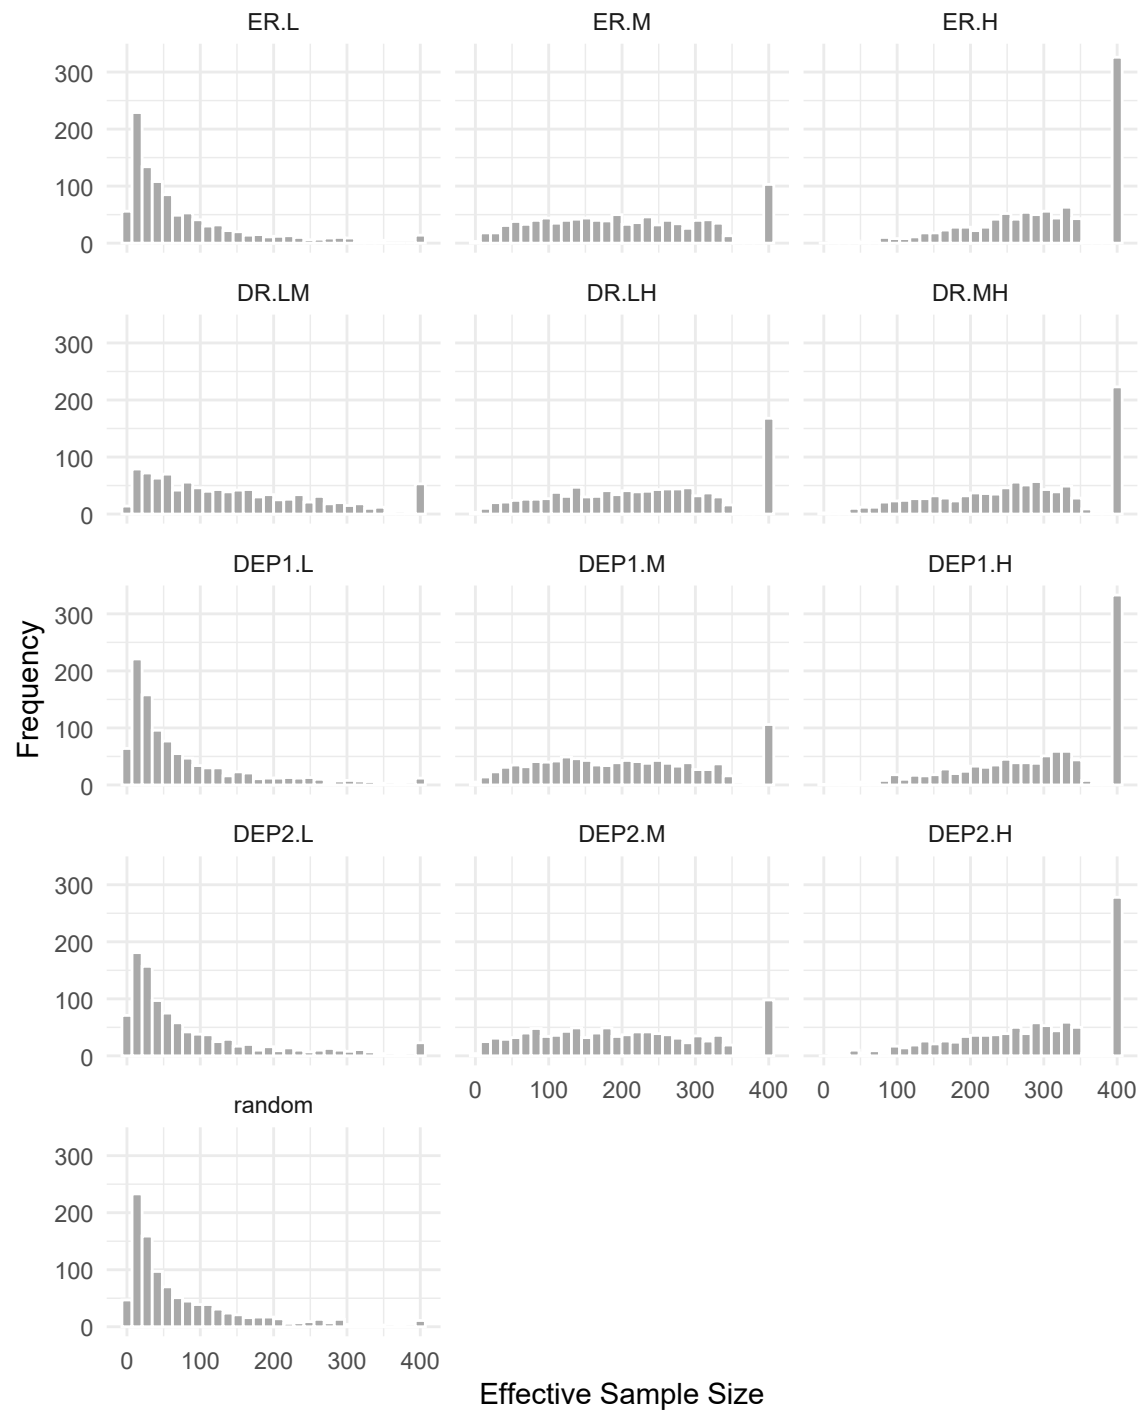 ER.L ER.M ER.H
300
200
100
0
DR.LM DR.LH DR.MH
300
200
100
0
DEP1.L DEP1.M DEP1.H
300
200
100
0
Frequency
DEP2.L DEP2.M DEP2.H
300
200
100
0
0 100 200 300 400 0 100 200 300 400
random
300
200
100
0
0 100 200 300 400
Effective Sample Size